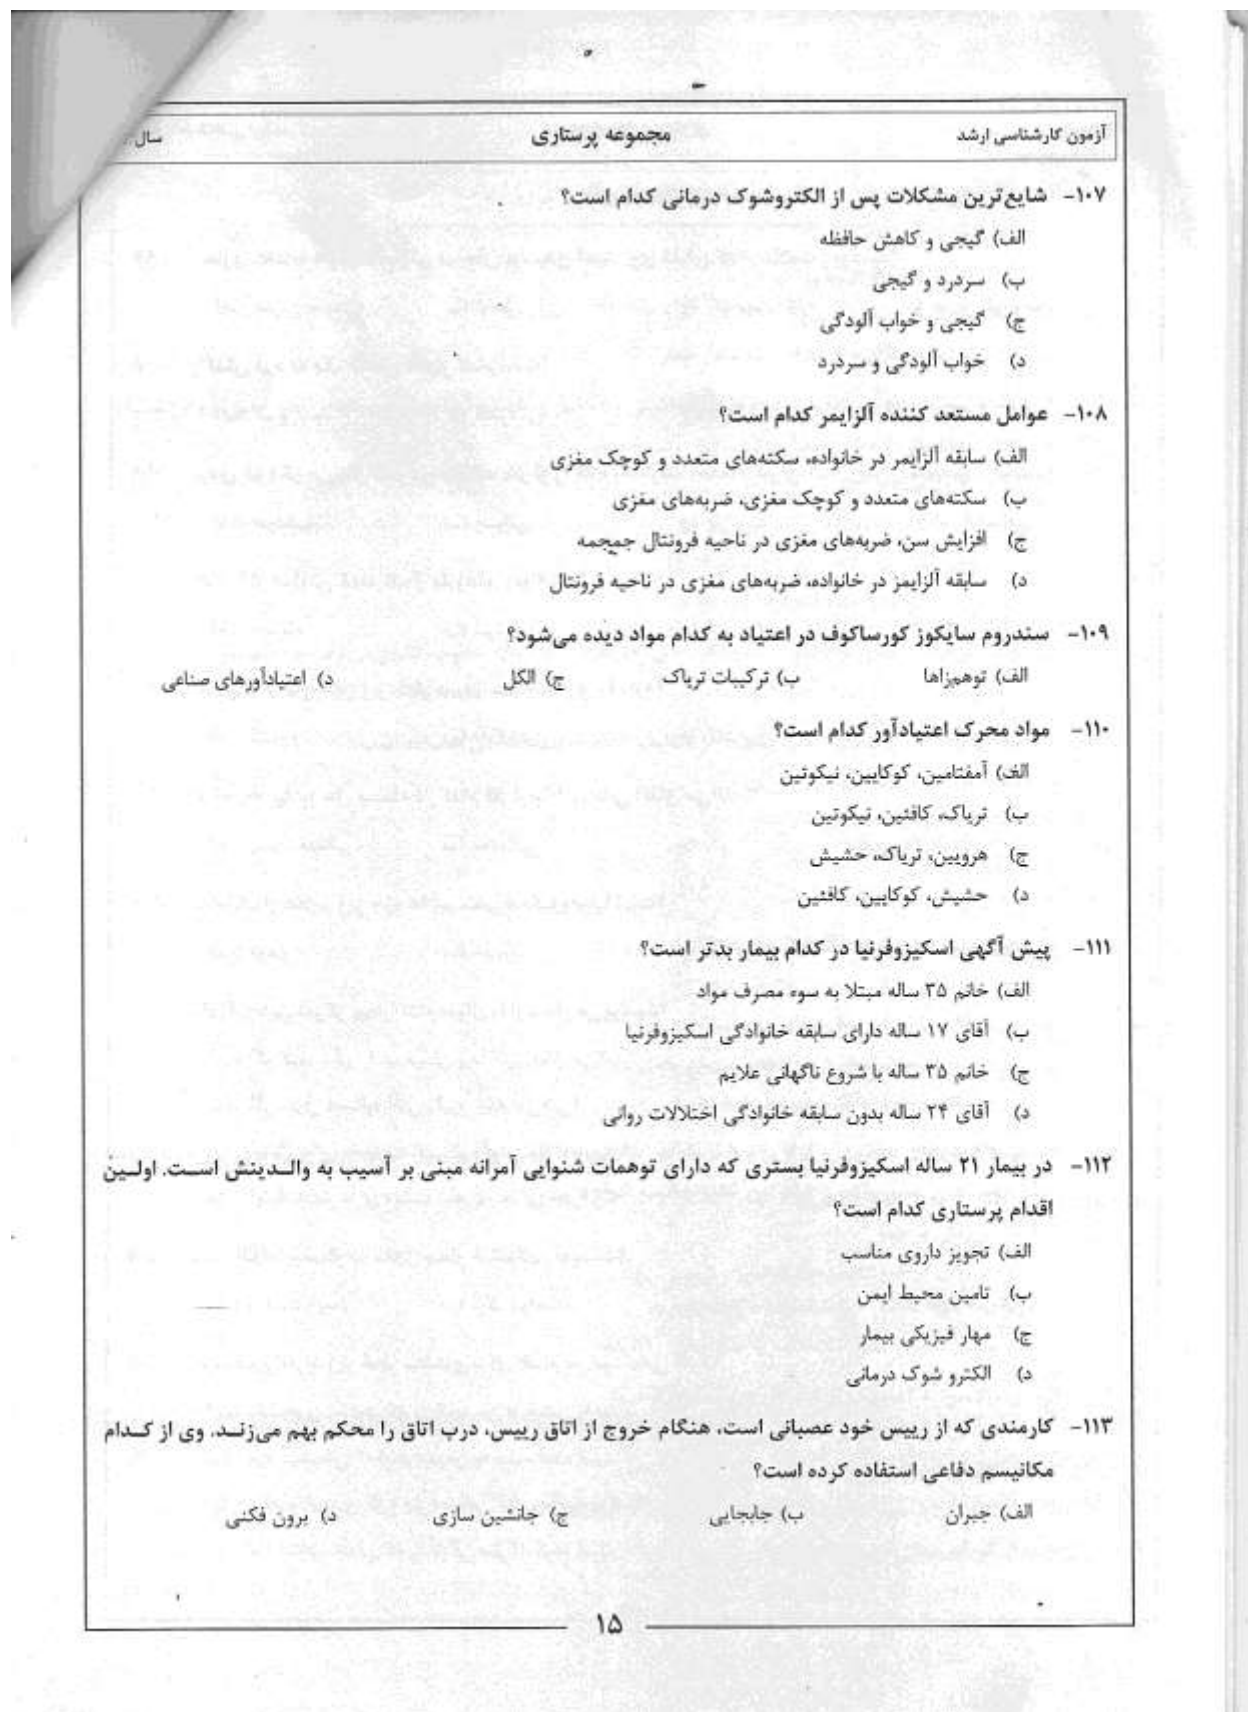 آزمون کارشناسی ارشد مجموعه پرستاری سال
۱۰۷- شایع‌ترین مشکلات پس از الکتروشوک درمانی کدام است؟
الف) گیجی و کاهش حافظه
ب) سردرد و گیجی
ج) گیجی و خواب آلودگی
د) خواب آلودگی و سردرد
۱۰۸- عوامل مستعد کننده آلزایمر کدام است؟
الف) سابقه آلزایمر در خانواده، سکته‌های متعدد و کوچک مغزی
ب) سکته‌های متعدد و کوچک مغزی، ضربه‌های مغزی
ج) افزایش سن، ضربه‌های مغزی در ناحیه فرونتال جمجمه
د) سابقه آلزایمز در خانواده، ضربه‌های مغزی در ناحیه فرونتال
۱۰۹- سندروم سایکوز کورساکوف در اعتیاد به کدام مواد دیده می‌شود؟
الف) توهم‌زاها ب) ترکیبات تریاک ج) الکل د) اعتیادآورهای صناعی
۱۱۰- مواد محرک اعتیادآور کدام است؟
الف) آمفتامین، کوکایین، نیکوتین
ب) تریاک، کافئین، نیکوتین
ج) هرویین، تریاک، حشیش
د) حشیش، کوکایین، کافئین
۱۱۱- پیش آگهی اسکیزوفرنیا در کدام بیمار بدتر است؟
الف) خانم ۳۵ ساله مبتلا به سوء مصرف مواد
ب) آقای ۱۷ ساله دارای سابقه خانوادگی اسکیزوفرنیا
ج) خانم ۳۵ ساله با شروع ناگهانی علایم
د) آقای ۲۴ ساله بدون سابقه خانوادگی اختلالات روانی
۱۱۲- در بیمار ۲۱ ساله اسکیزوفرنیا بستری که دارای توهمات شنوایی آمرانه مبنی بر آسیب به والـدینش اسـت. اولـین
اقدام پرستاری کدام است؟
الف) تجویز داروی مناسب
ب) تامین محیط ایمن
ج) مهار فیزیکی بیمار
د) الکترو شوک درمانی
۱۱۳- کارمندی که از رییس خود عصبانی است، هنگام خروج از اتاق رییس، درب اتاق را محکم بهم می‌زنـد. وی از کـدام
مکانیسم دفاعی استفاده کرده است؟
الف) جبران ب) جابجایی ج) جانشین سازی د) برون فکنی
۱۵